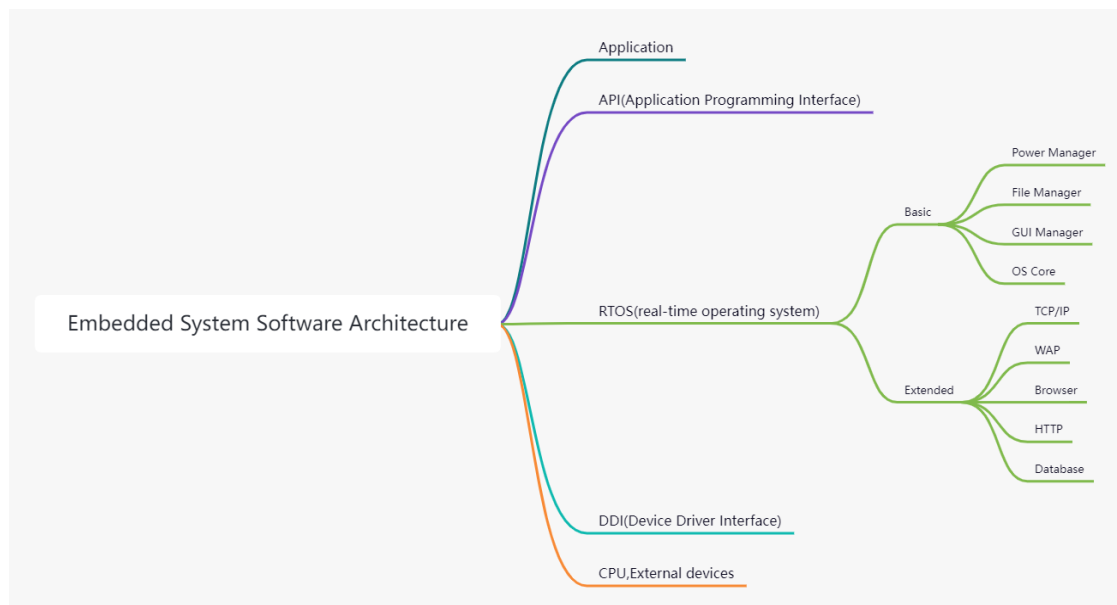 Application
API(Application Programming Interface)
Power Manager
File Manager
Basic
GUI Manager
OS Core
Embedded System Software Architecture
RTOS(real-time operating system)
TCP/IP
WAP
Extended
Browser
HTTP
Database
DDI(Device Driver Interface)
CPU,External devices